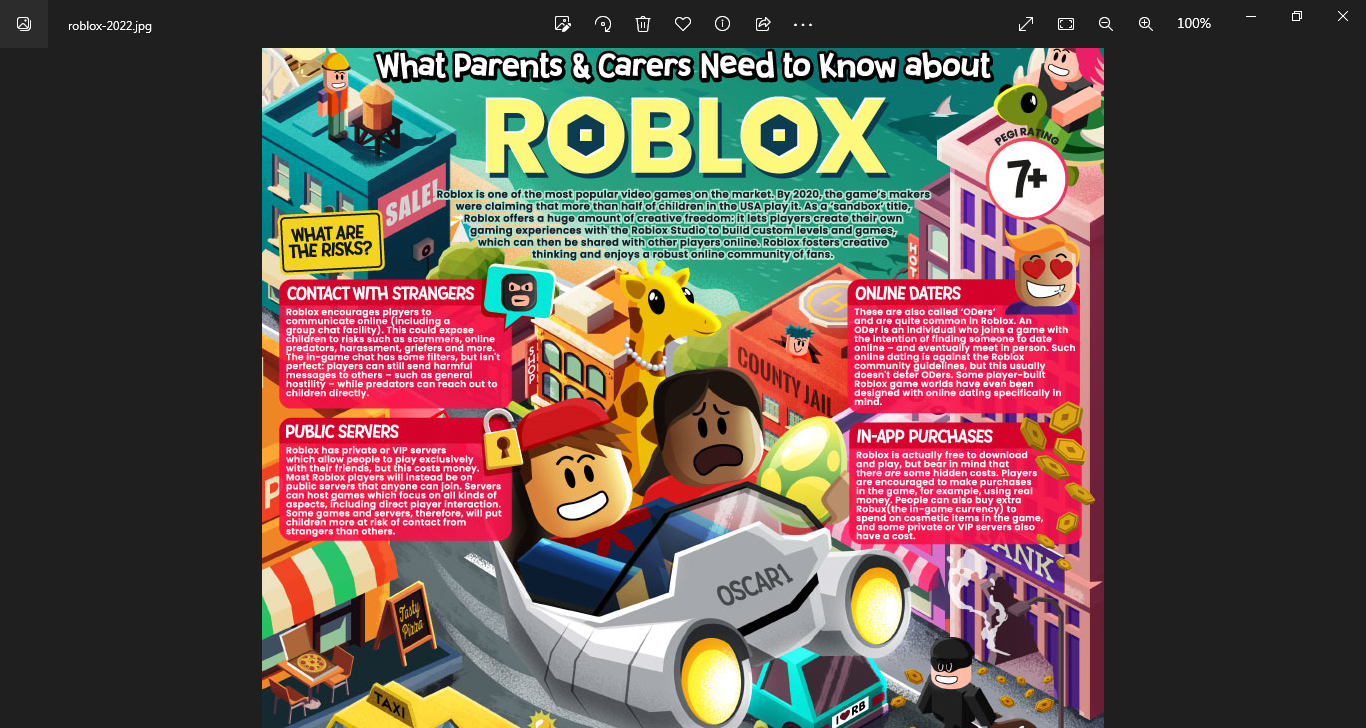 roblox-2022.jpg
100%
What Parents & Carers Need to Know about
ROBLOX
PEGI RATING
7+
Roblox is one of the most popular video games on the market. By 2020, the game's makers
were claiming that more than half of children in the USA play it. As a 'sandbox' title,
Roblox offers a huge amount of creative freedom: it lets players create their own
gaming experiences with the Roblox Studio to build custom levels and games,
which can then be shared with other players online. Roblox fosters creative
thinking and enjoys a robust online community of fans.
SALE!
WHAT ARE
THE RISKS?
HOT
CONTACT WITH STRANGERS
Roblox encourages players to
communicate online (including a
group chat facility). This could expose
children to risks such as scammers, online
predators, harassment, griefers and more.
The in-game chat has some filters, but isn't
perfect: players can still send harmful
messages to others – such as general
hostility – while predators can reach out to
children directly.
ONLINE DATERS
These are also called 'ODers'
and are quite common in Roblox. An
ODer is an individual who joins a game with
the intention of finding someone to date
online – and eventually meet in person. Such
online dating is against the Roblox
community guidelines, but this usually
doesn't deter ODers. Some player-built
Roblox game worlds have even been
designed with online dating specifically in
mind.
H
SHOP
COUNTY JAIL
PUBLIC SERVERS
Roblox has private or VIP servers
which allow people to play exclusively
with their friends, but this costs money.
Most Roblox players will instead be on
public servers that anyone can join. Servers
can host games which focus on all kinds of
aspects, including direct player interaction.
Some games and servers, therefore, will put
children more at risk of contact from
strangers than others.
IN-APP PURCHASES
Roblox is actually free to download
and play, but bear in mind that
there are some hidden costs. Players
are encouraged to make purchases
in the game, for example, using real
money. People can also buy extra
Robux(the in-game currency) to
spend on cosmetic items in the game,
and some private or VIP servers also
have a cost.
P
BANK
OSCAR1
Tasty
Pizza
TAXI
I ♥ RB